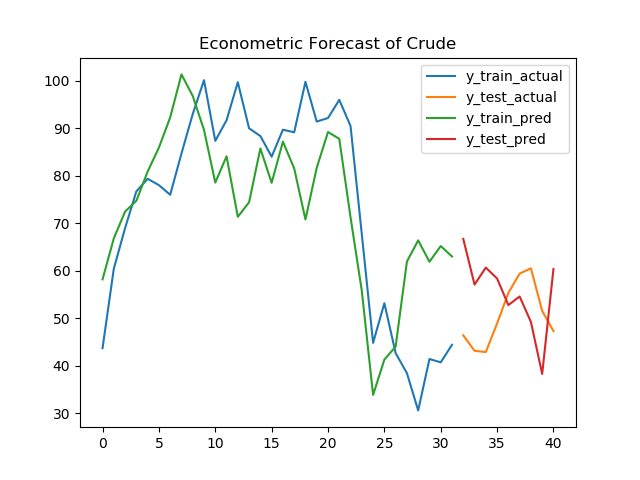 Econometric Forecast of Crude
y_train_actual
y_test_actual
y_train_pred
y_test_pred
100
90
80
70
60
50
40
30
0 5 10 15 20 25 30 35 40